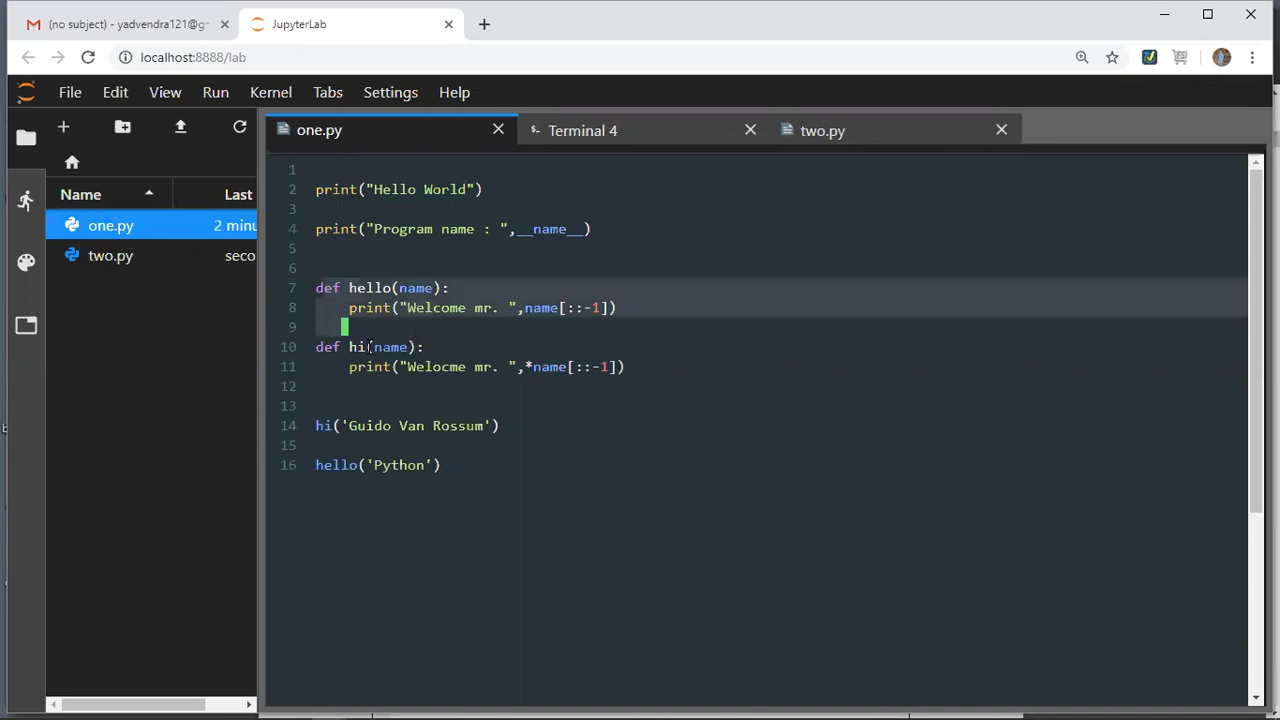 (no subject) - yadvendra121@g
JupyterLab
localhost:8888/lab
File Edit View Run Kernel Tabs Settings Help
one.py Terminal 4 two.py
Name Last
one.py 2 minu
two.py seco
1
2 print("Hello World")
3
4 print("Program name : ",__name__)
5
6
7 def hello(name):
8 print("Welcome mr. ",name[::-1])
9
10 def hi(name):
11 print("Welocme mr. ",*name[::-1])
12
13
14 hi('Guido Van Rossum')
15
16 hello('Python')